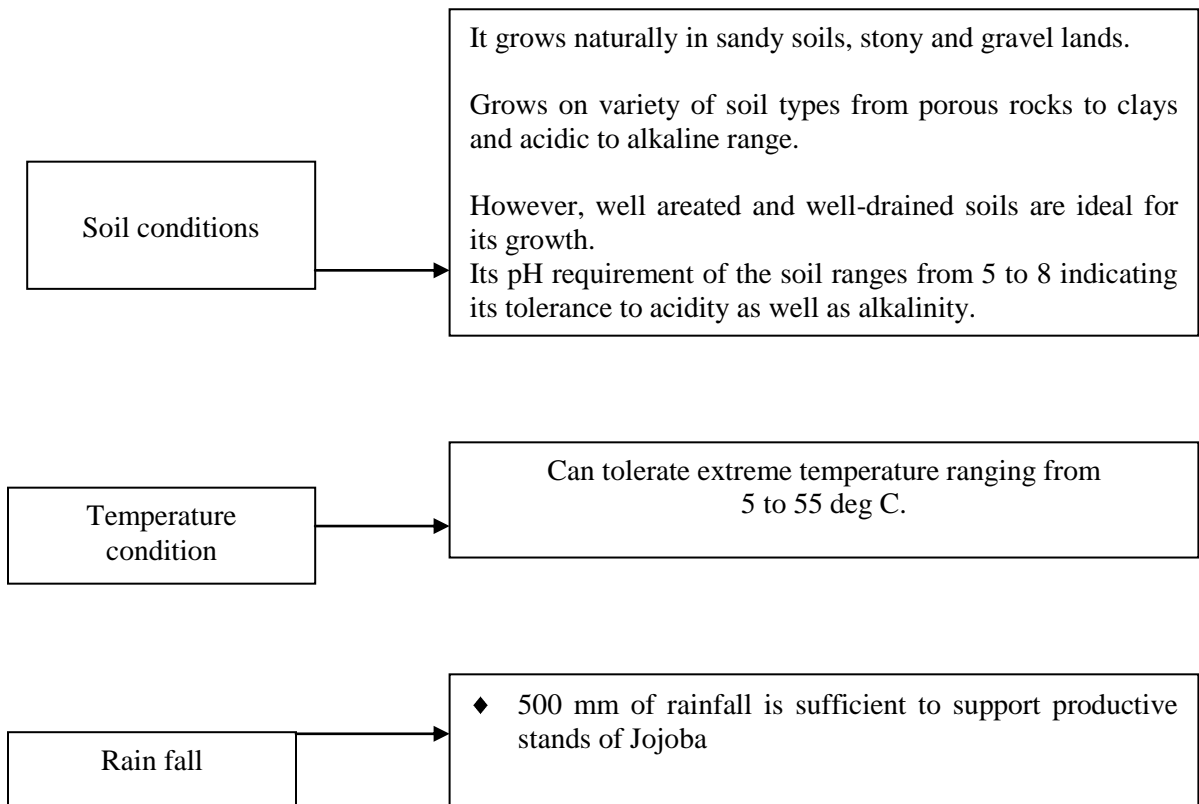 It grows naturally in sandy soils, stony and gravel lands.
Grows on variety of soil types from porous rocks to clays
and acidic to alkaline range.
However, well areated and well-drained soils are ideal for
its growth.
Its pH requirement of the soil ranges from 5 to 8 indicating
its tolerance to acidity as well as alkalinity.
Soil conditions
Can tolerate extreme temperature ranging from
5 to 55 deg C.
Temperature
condition
♦ 500 mm of rainfall is sufficient to support productive
stands of Jojoba
Rain fall